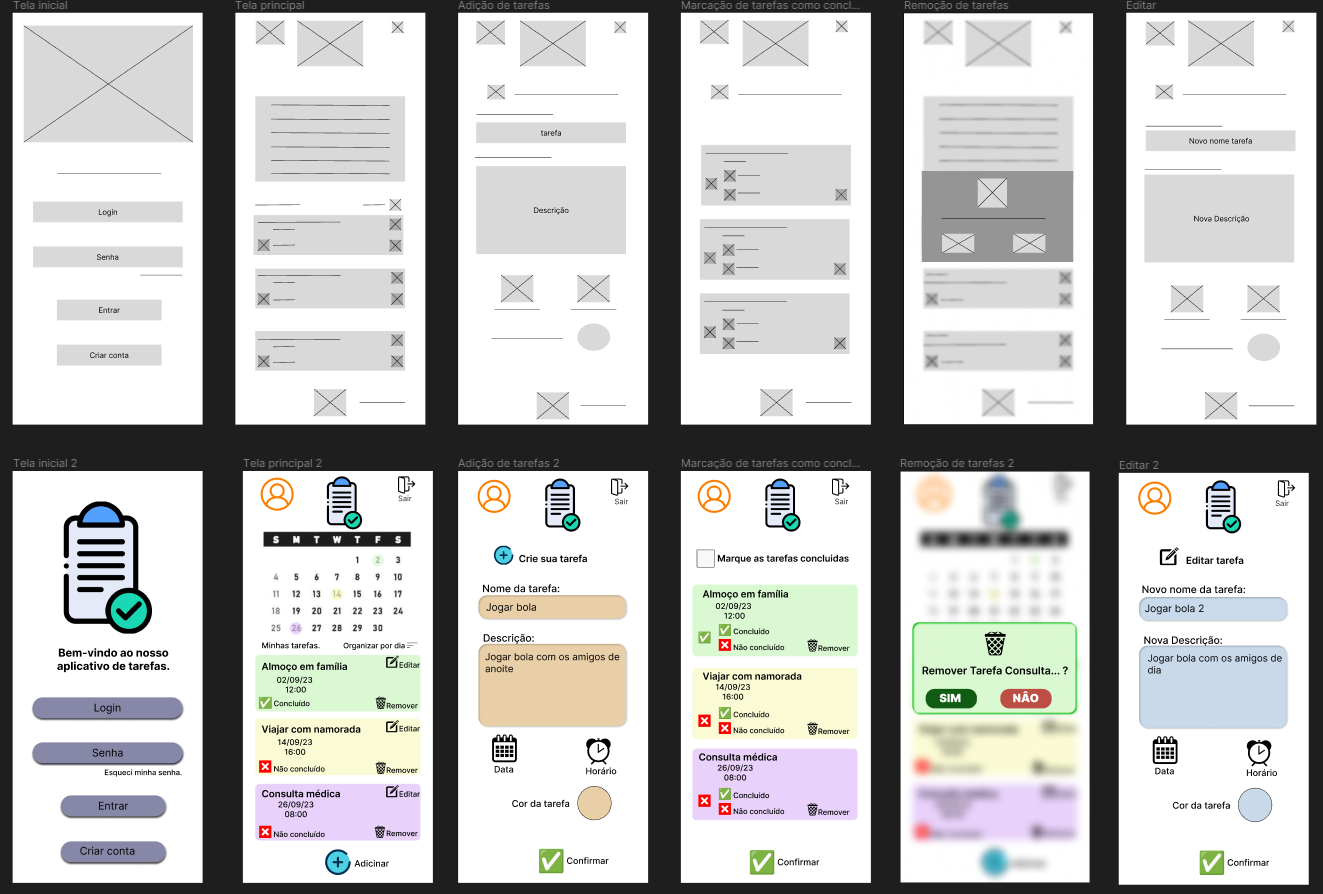 Tela inicial
Tela principal
Adição de tarefas
Marcação de tarefas como concl...
Remoção de tarefas
Editar
Login
Senha
Entrar
Criar conta
tarefa
Descrição
Novo nome tarefa
Nova Descrição
Tela inicial 2
Tela principal 2
Adição de tarefas 2
Marcação de tarefas como concl...
Remoção de tarefas 2
Editar 2
Bem-vindo ao nosso
aplicativo de tarefas.
Login
Senha
Esqueci minha senha.
Entrar
Criar conta
Sair
S M T W T F S
1 2 3
4 5 6 7 8 9 10
11 12 13 14 15 16 17
18 19 20 21 22 23 24
25 26 27 28 29 30
Minhas tarefas. Organizar por dia
Almoço em família Editar
02/09/23
12:00
Concluído Remover
Viajar com namorada Editar
14/09/23
16:00
Não concluído Remover
Consulta médica Editar
26/09/23
08:00
Não concluído Remover
Adicinar
Sair
Crie sua tarefa
Nome da tarefa:
Jogar bola
Descrição:
Jogar bola com os amigos de
anoite
Data Horário
Cor da tarefa
Confirmar
Sair
Marque as tarefas concluidas
Almoço em família
02/09/23
12:00
Concluído
Não concluído Remover
Viajar com namorada
14/09/23
16:00
Concluído
Não concluído Remover
Consulta médica
26/09/23
08:00
Concluído
Não concluído Remover
Confirmar
Remover Tarefa Consulta... ?
SIM NÂO
Sair
Editar tarefa
Novo nome da tarefa:
Jogar bola 2
Nova Descrição:
Jogar bola com os amigos de
dia
Data Horário
Cor da tarefa
Confirmar